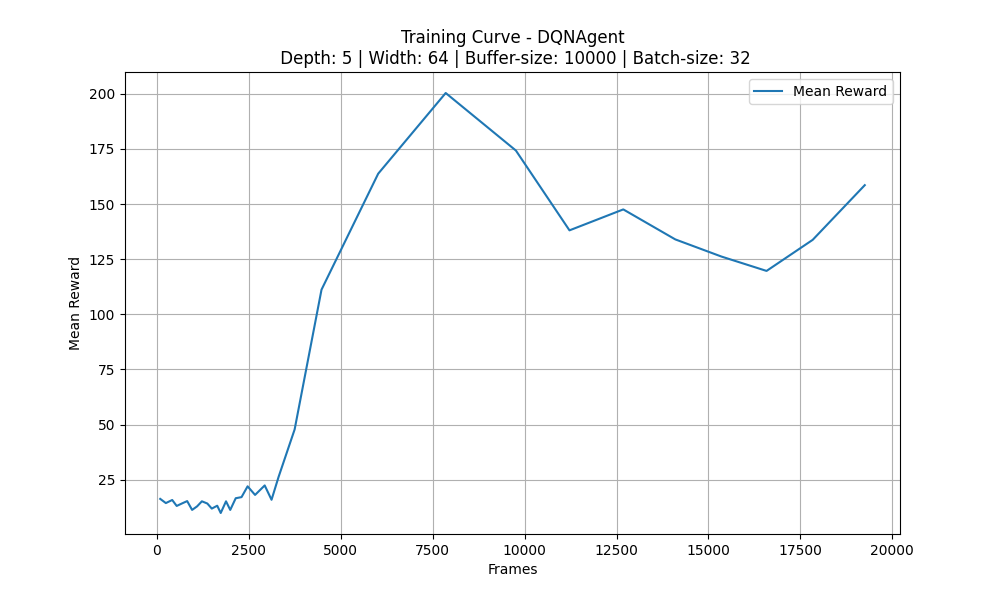 Training Curve - DQNAgent
Depth: 5 | Width: 64 | Buffer-size: 10000 | Batch-size: 32
Mean Reward
200
175
150
125
100
75
50
25
Mean Reward
0 2500 5000 7500 10000 12500 15000 17500 20000
Frames